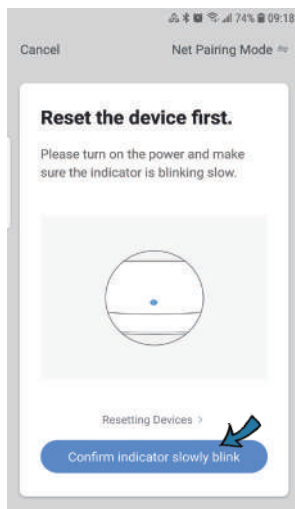 74% 09:18
Cancel Net Pairing Mode
Reset the device first.
Please turn on the power and make
sure the indicator is blinking slow.
Resetting Devices >
Confirm indicator slowly blink